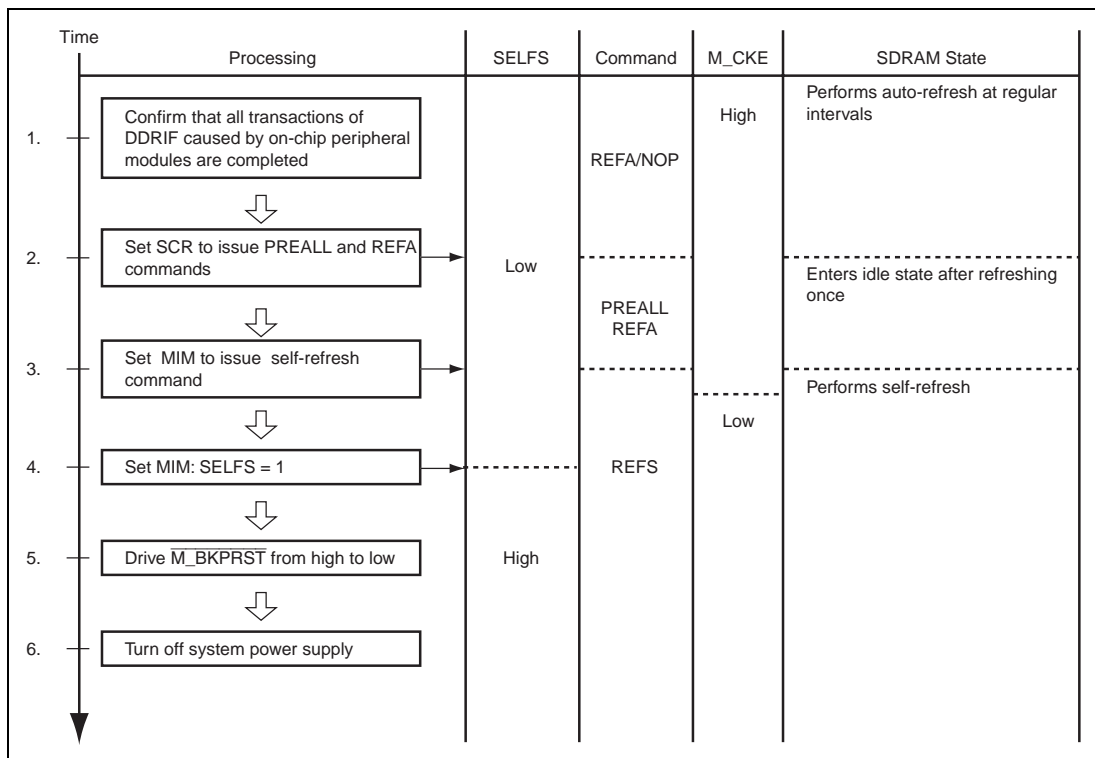 Time
Processing
SELFS
Command
M_CKE
SDRAM State
1.
Confirm that all transactions of
DDRIF caused by on-chip peripheral
modules are completed
REFA/NOP
High
Performs auto-refresh at regular
intervals
2.
Set SCR to issue PREALL and REFA
commands
Low
PREALL
REFA
Enters idle state after refreshing
once
3.
Set MIM to issue self-refresh
command
Low
Performs self-refresh
4.
Set MIM: SELFS = 1
REFS
5.
Drive M_BKPRST from high to low
High
6.
Turn off system power supply